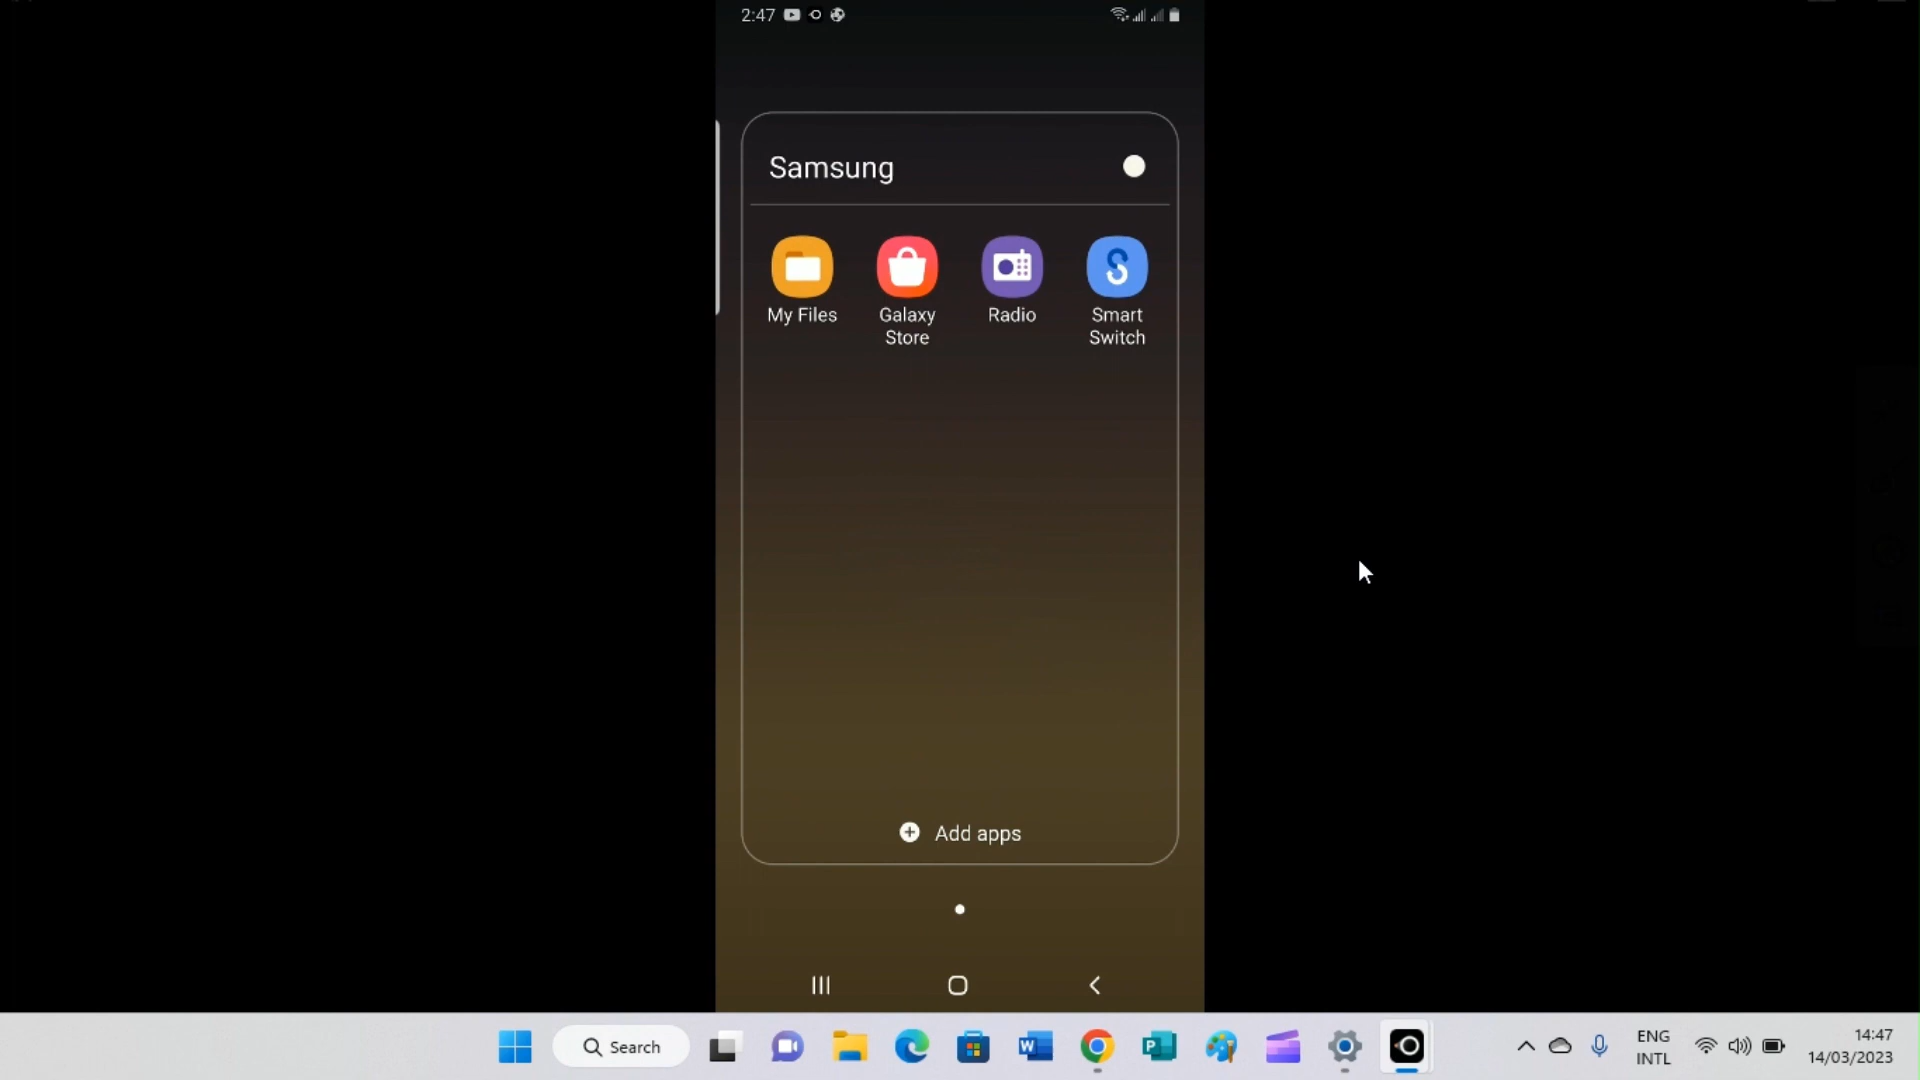 2:47
Samsung
My Files
Galaxy
Store
Radio
Smart
Switch
Add apps
Search
ENG
INTL
14:47
14/03/2023